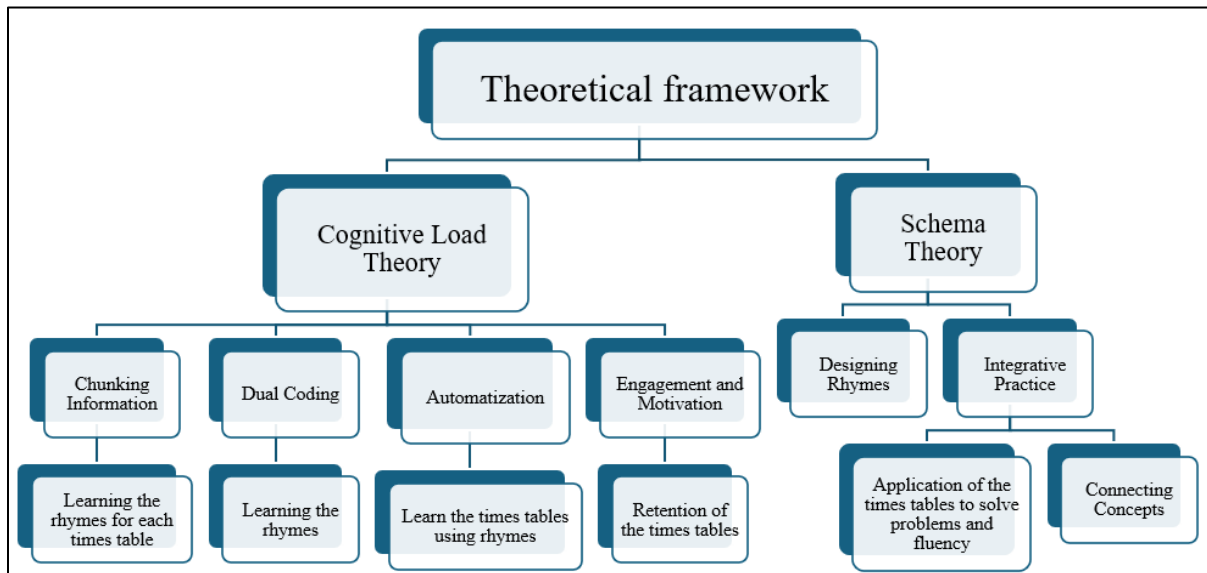 Theoretical framework
Cognitive Load
Theory
Schema
Theory
Chunking
Information
Dual Coding
Automatization
Engagement and
Motivation
Designing
Rhymes
Integrative
Practice
Learning the
rhymes for each
times table
Learning the
rhymes
Learn the times tables
using rhymes
Retention of
the times tables
Application of the
times tables to solve
problems and
fluency
Connecting
Concepts